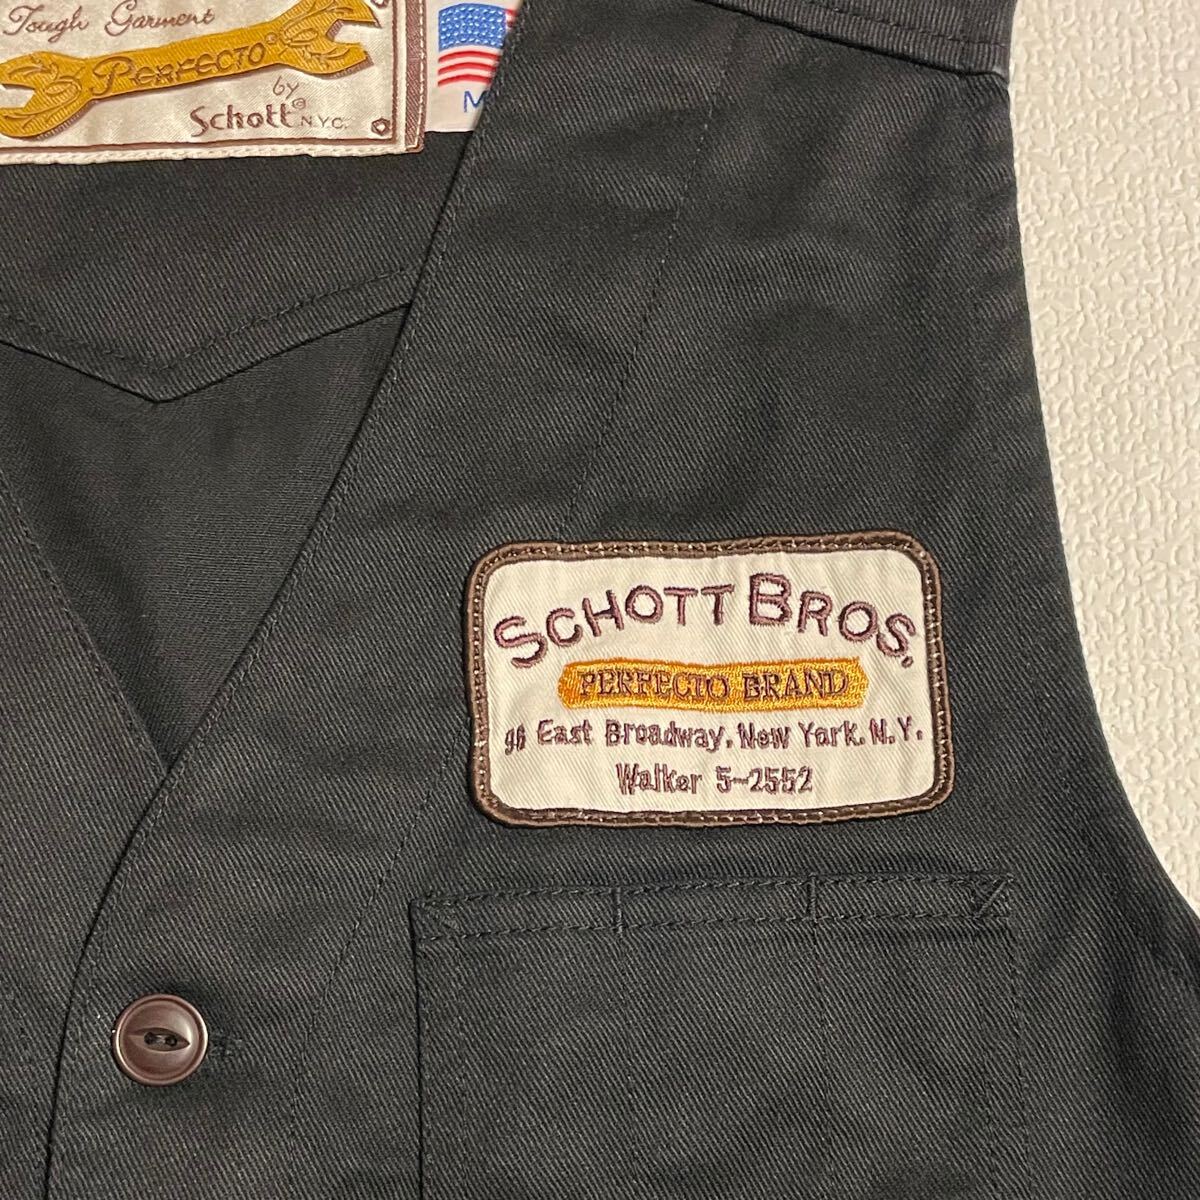 Tough Garment
PERFECTO®
by
Schott© N.Y.C.
M
SCHOTT BROS.
PERFECTO BRAND
96 East Broadway, New York. N.Y.
Walker 5-2552